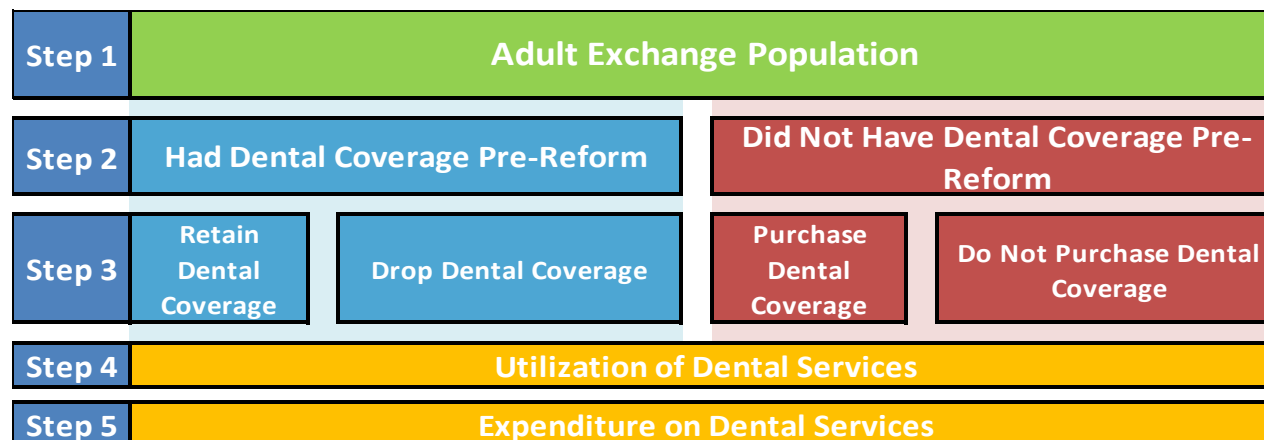 Step 1
Adult Exchange Population
Step 2
Had Dental Coverage Pre-Reform
Did Not Have Dental Coverage Pre-
Reform
Step 3
Retain
Dental
Coverage
Drop Dental Coverage
Purchase
Dental
Coverage
Do Not Purchase Dental
Coverage
Step 4
Utilization of Dental Services
Step 5
Expenditure on Dental Services